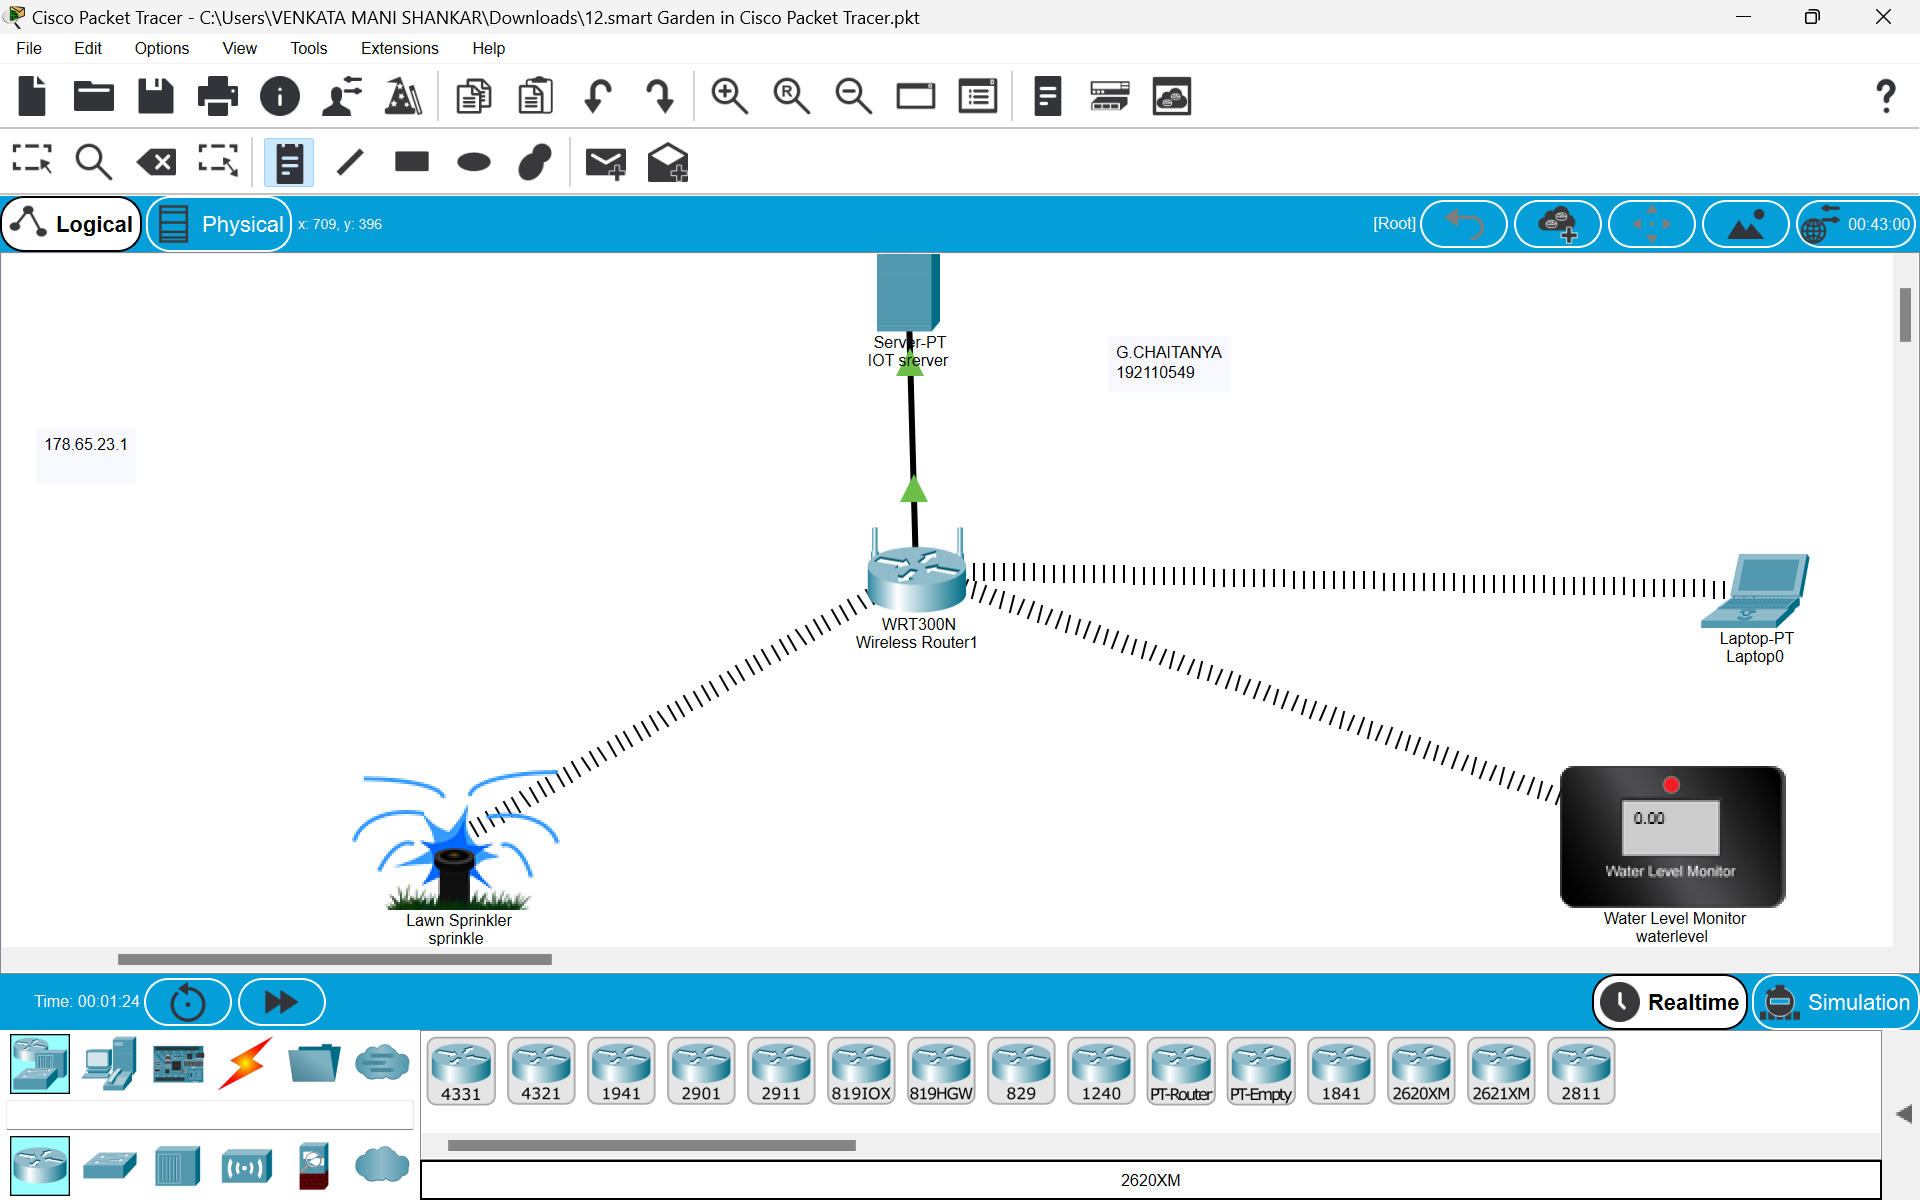 Cisco Packet Tracer - C:\Users\VENKATA MANI SHANKAR\Downloads\12.smart Garden in Cisco Packet Tracer.pkt
File Edit Options View Tools Extensions Help
Logical Physical x: 709, y: 396 [Root] 00:43:00
Server-PT
IOT srerver
G.CHAITANYA
192110549
178.65.23.1
WRT300N
Wireless Router1
Laptop-PT
Laptop0
0.00
Water Level Monitor
Lawn Sprinkler
sprinkle
Water Level Monitor
waterlevel
Time: 00:01:24 Realtime Simulation
4331 4321 1941 2901 2911 819IOX 819HGW 829 1240 PT-Router PT-Empty 1841 2620XM 2621XM 2811
2620XM